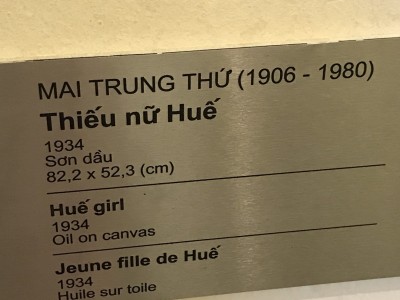 MAI TRUNG THỨ (1906 - 1980)
Thiếu nữ Huế
1934
Sơn dầu
82,2 x 52,3 (cm)
Huế girl
1934
Oil on canvas
Jeune fille de Huế
1934
Huile sur toile